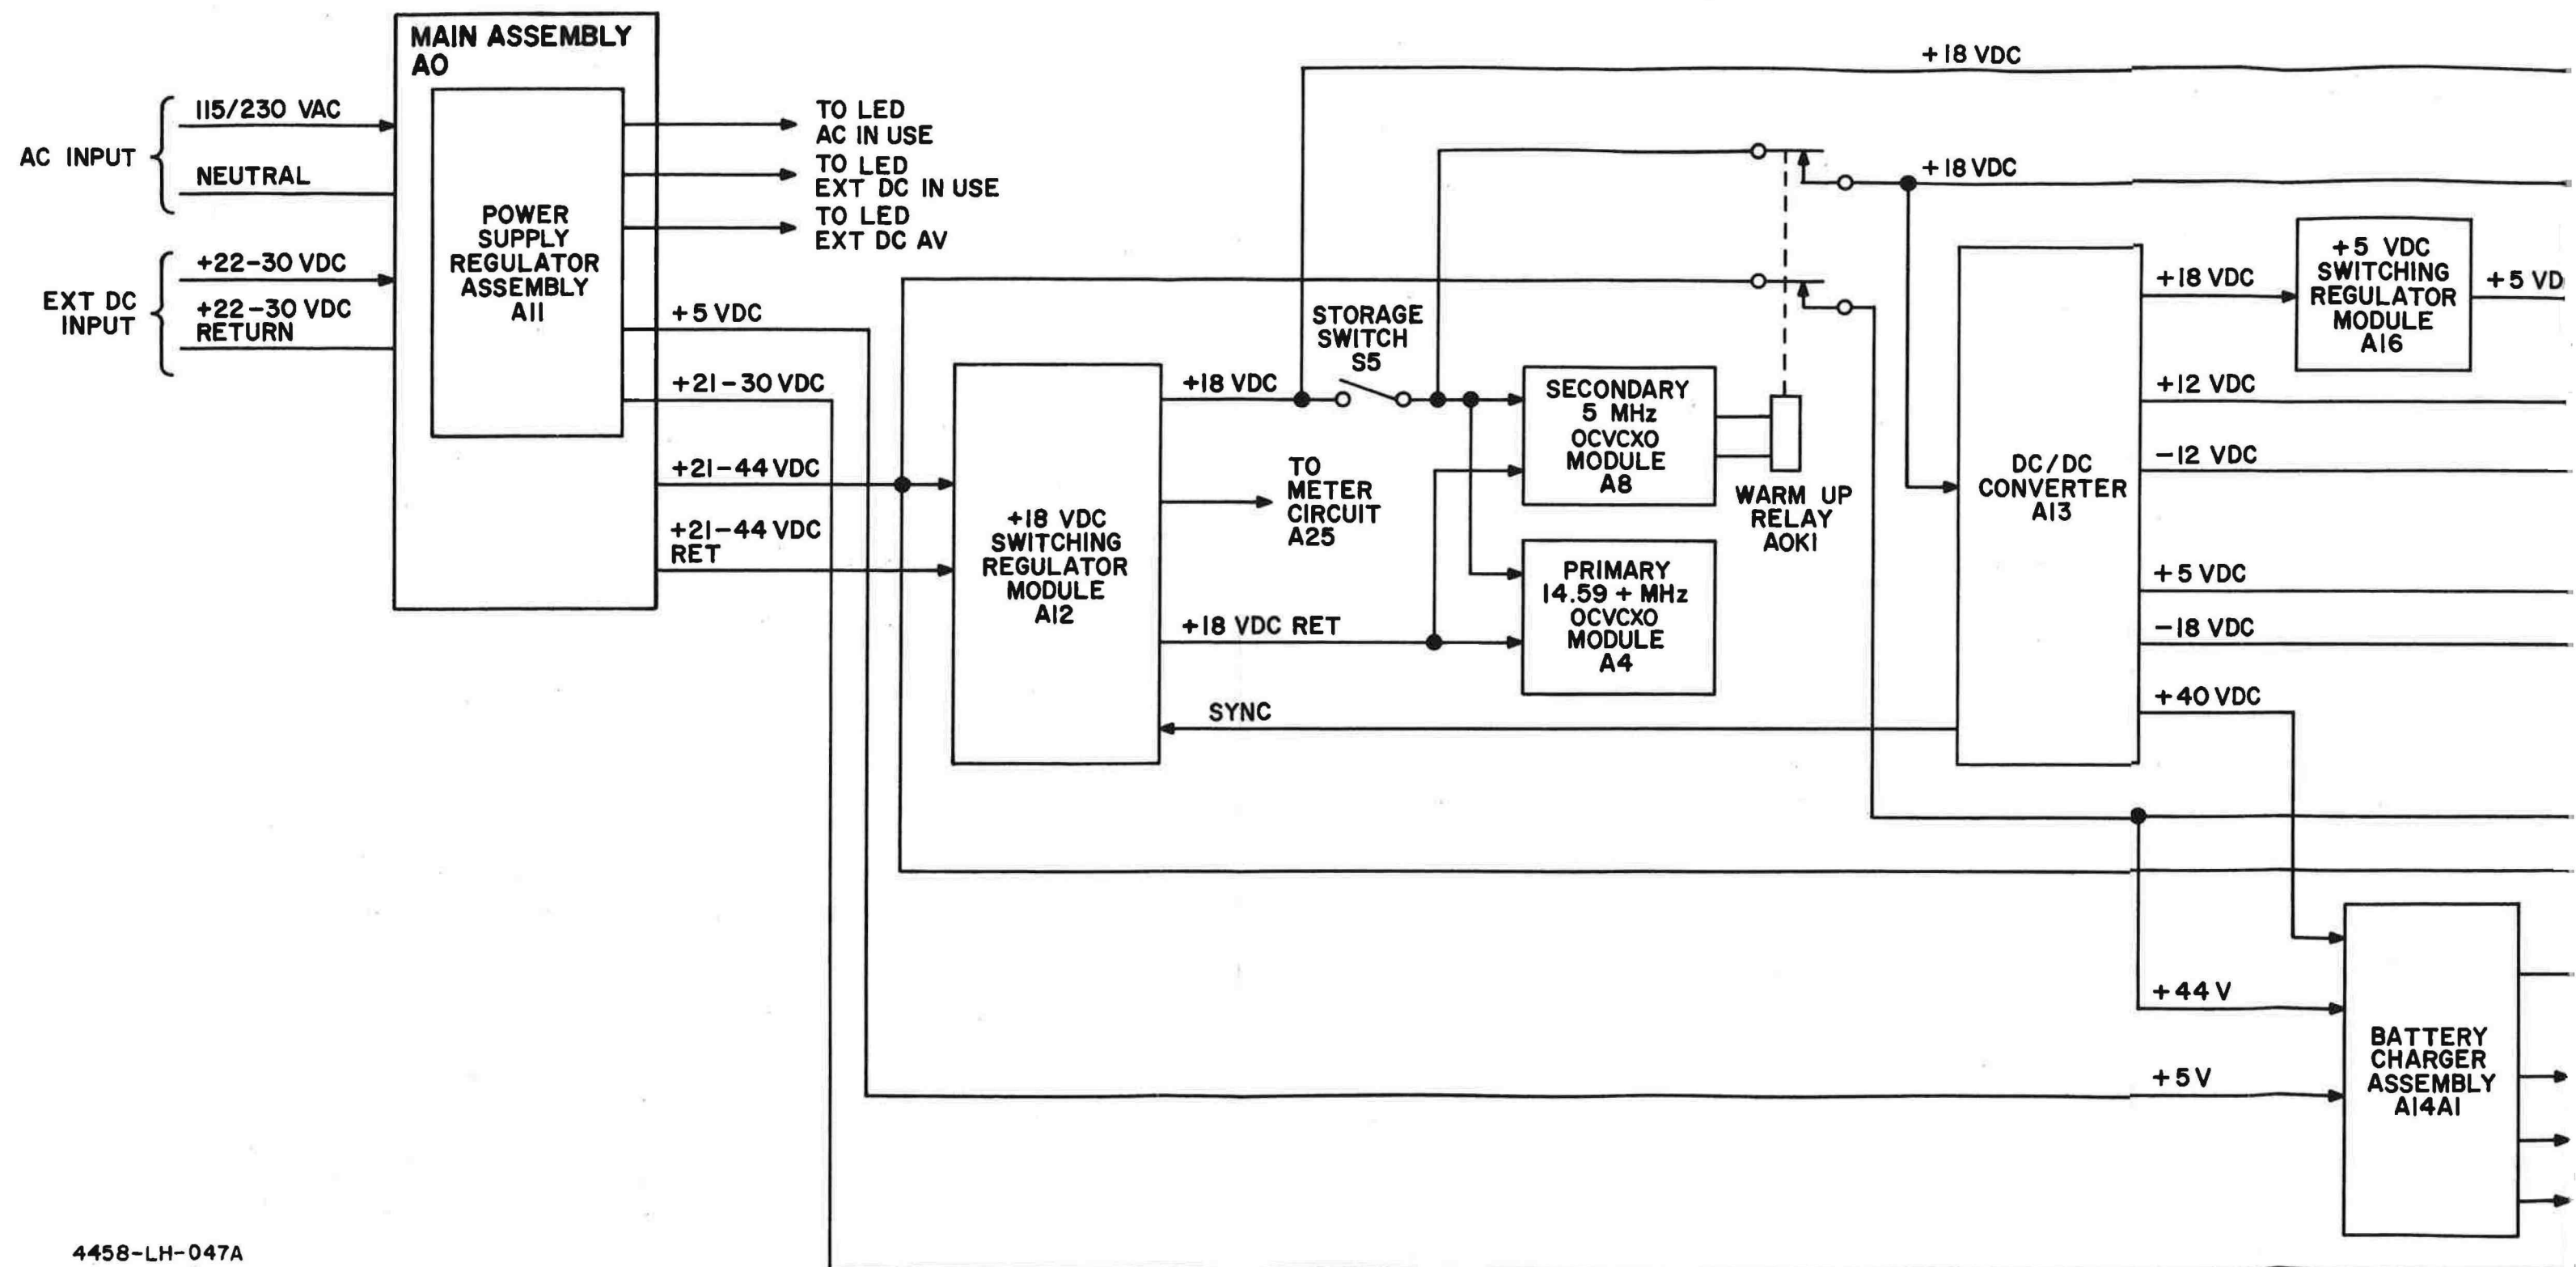 MAIN ASSEMBLY
A0
115/230 VAC
AC INPUT
NEUTRAL
+22-30 VDC
EXT DC
INPUT
+22-30 VDC
RETURN
POWER
SUPPLY
REGULATOR
ASSEMBLY
A11
TO LED
AC IN USE
TO LED
EXT DC IN USE
TO LED
EXT DC AV
+5 VDC
+21-30 VDC
+21-44 VDC
+21-44 VDC
RET
+18 VDC
SWITCHING
REGULATOR
MODULE
A12
+18 VDC
STORAGE
SWITCH
S5
TO
METER
CIRCUIT
A25
+18 VDC RET
SYNC
SECONDARY
5 MHz
OCVCXO
MODULE
A8
PRIMARY
14.59 + MHz
OCVCXO
MODULE
A4
WARM UP
RELAY
A0K1
+18 VDC
+18 VDC
DC/DC
CONVERTER
A13
+18 VDC
+5 VDC
SWITCHING
REGULATOR
MODULE
A16
+5 VD
+12 VDC
-12 VDC
+5 VDC
-18 VDC
+40 VDC
+44 V
+5 V
BATTERY
CHARGER
ASSEMBLY
A14A1
4458-LH-047A